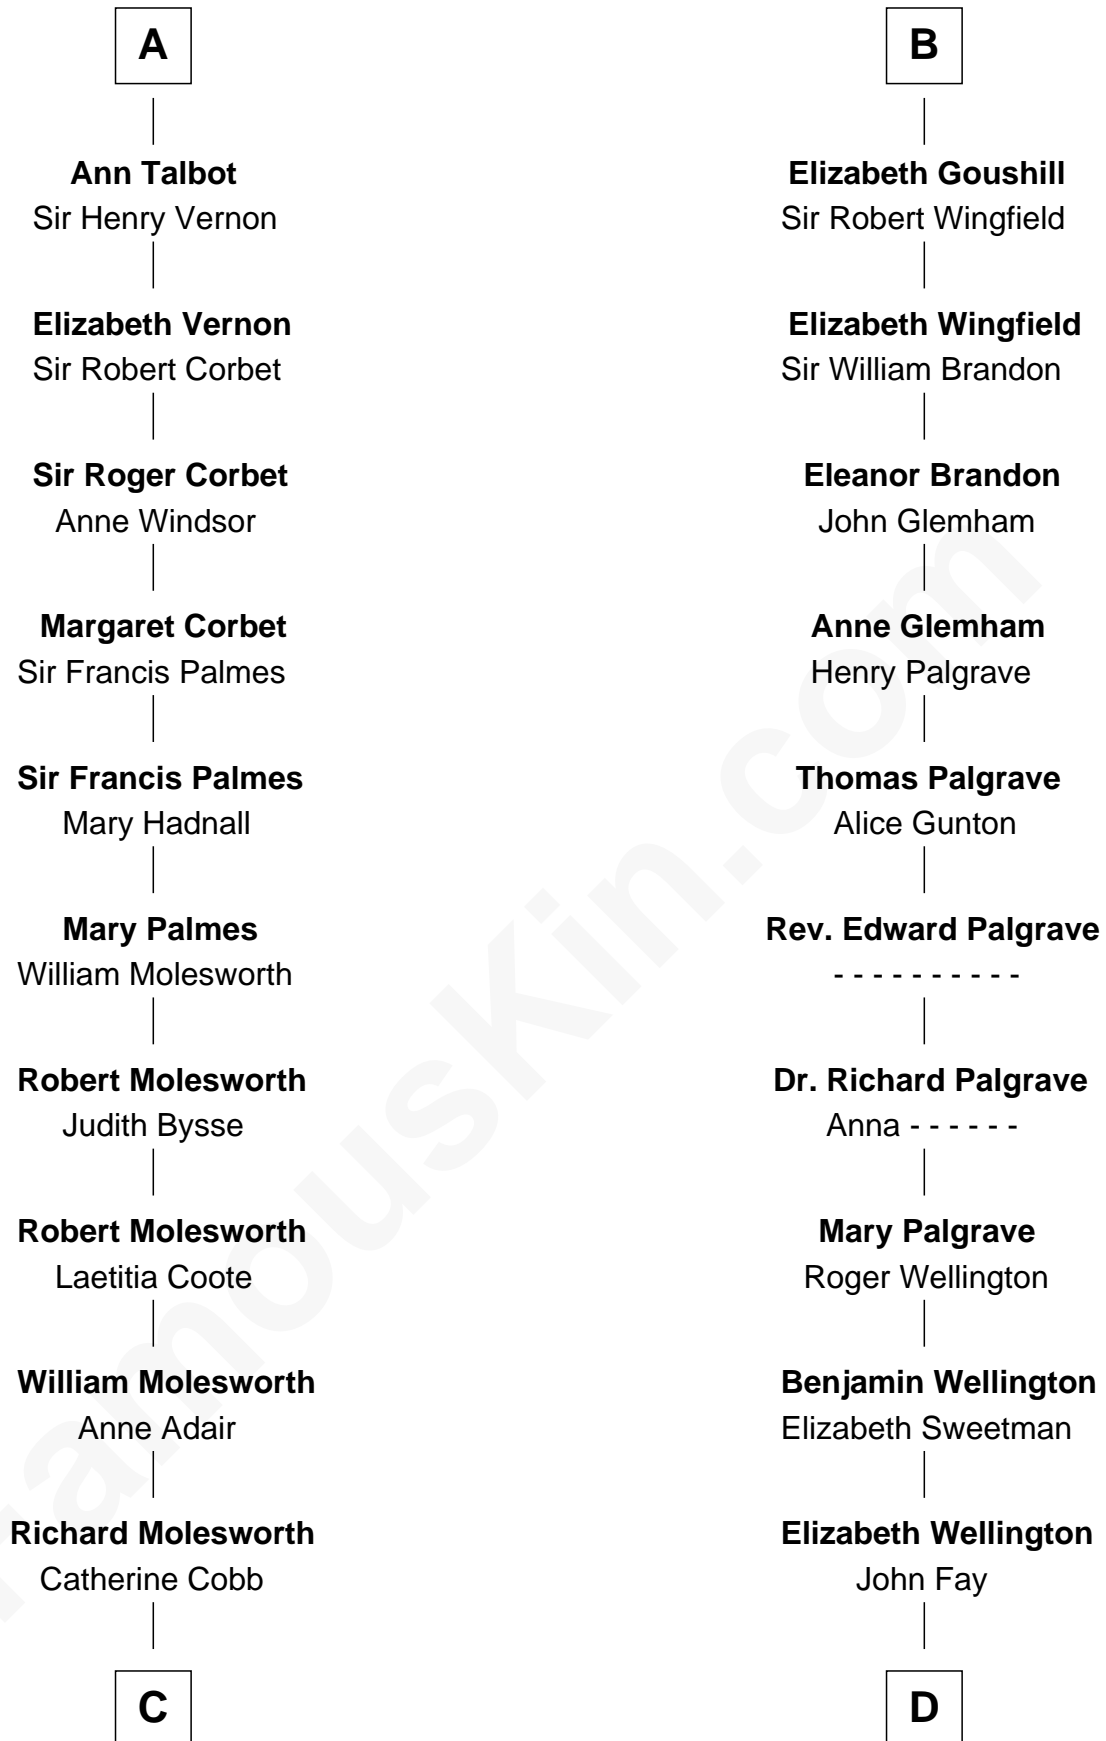 A
Ann Talbot
Sir Henry Vernon
Elizabeth Vernon
Sir Robert Corbet
Sir Roger Corbet
Anne Windsor
Margaret Corbet
Sir Francis Palmes
Sir Francis Palmes
Mary Hadnall
Mary Palmes
William Molesworth
Robert Molesworth
Judith Bysse
Robert Molesworth
Laetitia Coote
William Molesworth
Anne Adair
Richard Molesworth
Catherine Cobb
C
B
Elizabeth Goushill
Sir Robert Wingfield
Elizabeth Wingfield
Sir William Brandon
Eleanor Brandon
John Glemham
Anne Glemham
Henry Palgrave
Thomas Palgrave
Alice Gunton
Rev. Edward Palgrave
- - - - - - - - - -
Dr. Richard Palgrave
Anna - - - - - -
Mary Palgrave
Roger Wellington
Benjamin Wellington
Elizabeth Sweetman
Elizabeth Wellington
John Fay
D
FamousKin.com